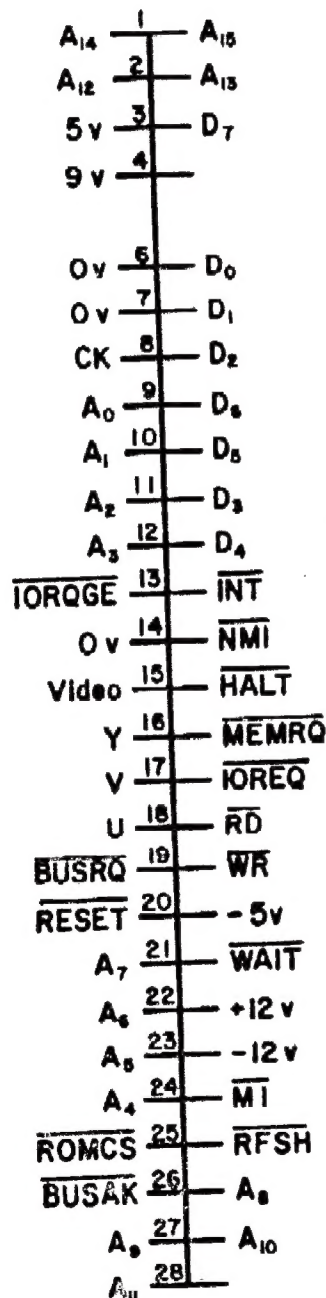 A₁₄ 1 A₁₅
A₁₂ 2 A₁₃
5v 3 D₇
9v 4
0v 6 D₀
0v 7 D₁
CK 8 D₂
A₀ 9 D₆
A₁ 10 D₅
A₂ 11 D₃
A₃ 12 D₄
IORQGE 13 INT
0v 14 NMI
Video 15 HALT
Y 16 MEMRQ
V 17 IOREQ
U 18 RD
BUSRQ 19 WR
RESET 20 -5v
A₇ 21 WAIT
A₆ 22 +12v
A₅ 23 -12v
A₄ 24 M1
ROMCS 25 RFSH
BUSAK 26 A₈
A₉ 27 A₁₀
A₁₁ 28